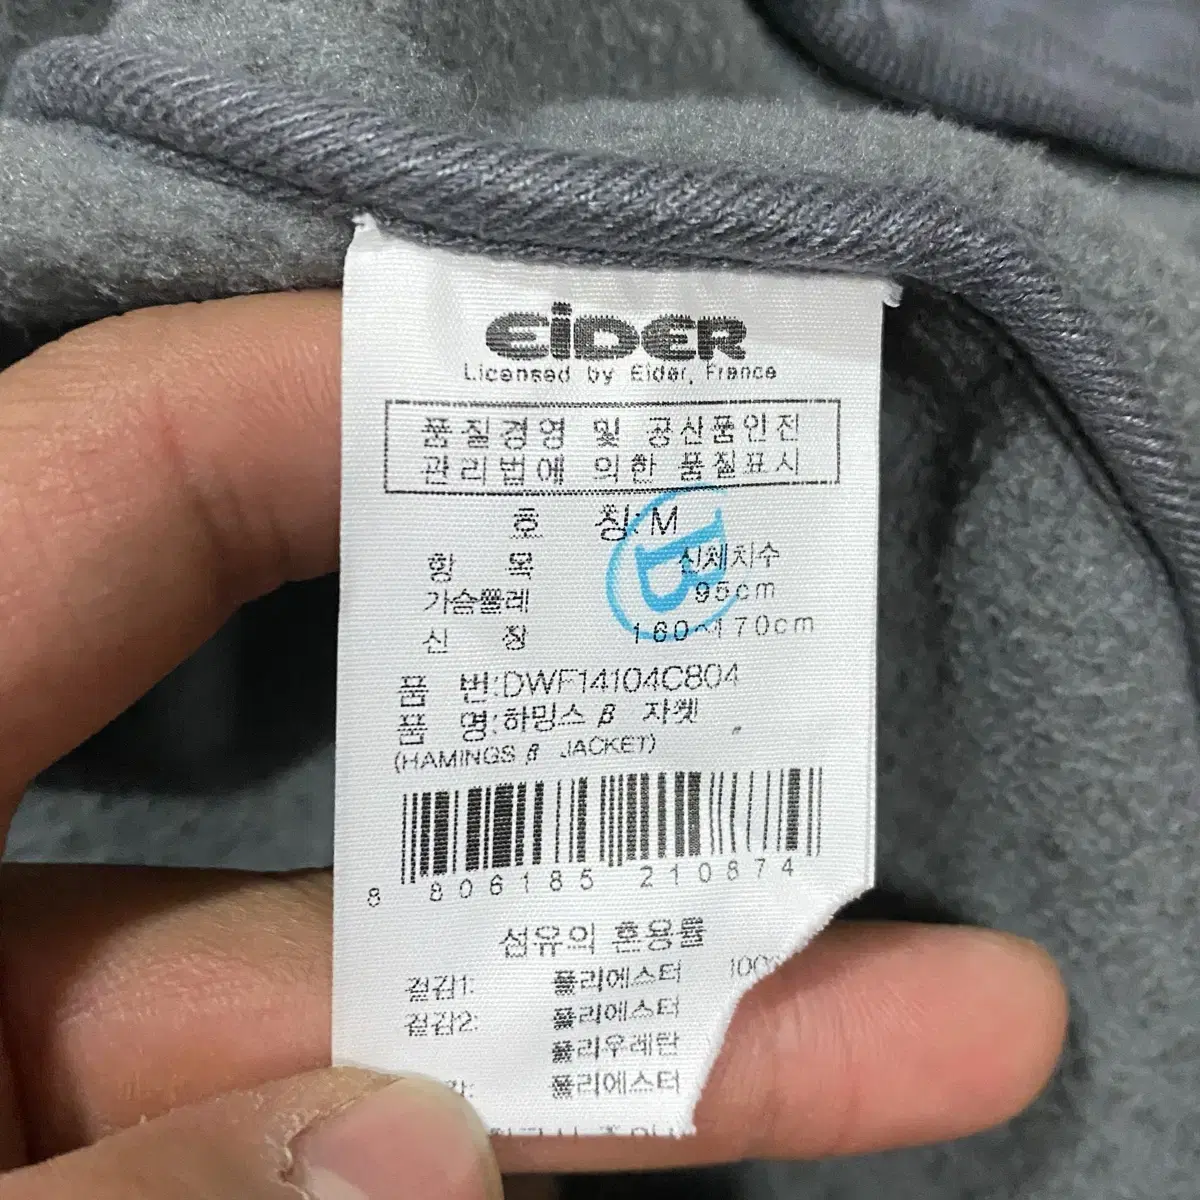 EiDER
Licensed by Eider, France
품질경영 및 공산품안전
관리법에 의한 품질표시
호 칭:M
B
항 목 신체치수
가슴둘레 95cm
신 장 160~170cm
품 번:DWF14104C804
품 명:하밍스 β 자켓
(HAMINGS β JACKET)
8 806185 210874
섬유의 혼용률
겉감1: 폴리에스터 100%
겉감2: 폴리에스터
폴리우레탄
폴리에스터